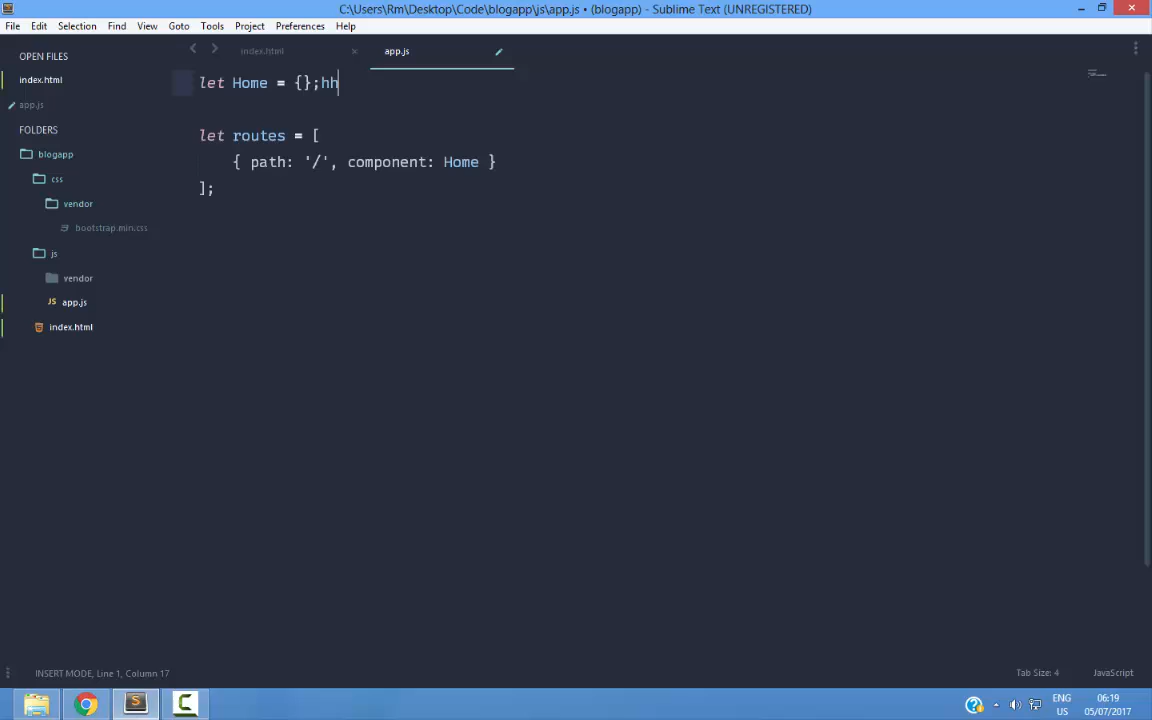 C:\Users\Rm\Desktop\Code\blogapp\js\app.js • (blogapp) - Sublime Text (UNREGISTERED)
File Edit Selection Find View Goto Tools Project Preferences Help
OPEN FILES
index.html
app.js
FOLDERS
blogapp
css
vendor
bootstrap.min.css
js
vendor
JS app.js
index.html
index.html
app.js
let Home = {};hh
let routes = [
{ path: '/', component: Home }
];
INSERT MODE, Line 1, Column 17
Tab Size: 4
JavaScript
ENG
US
06:19
05/07/2017